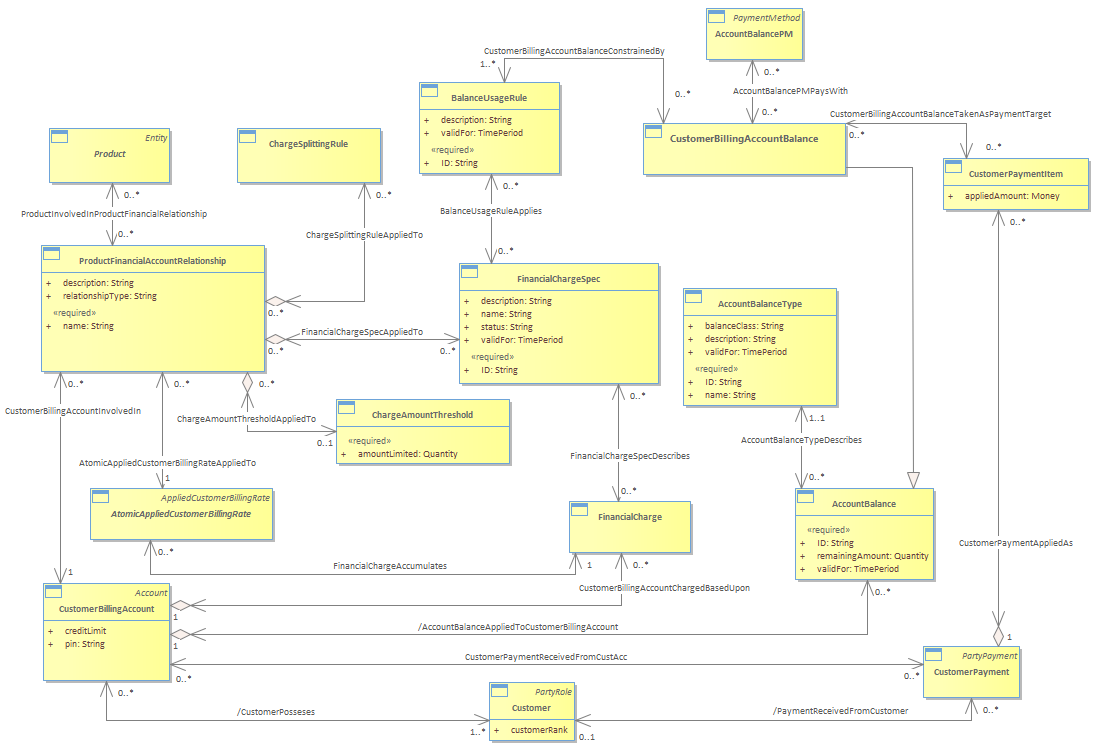 PaymentMethod
AccountBalancePM
CustomerBillingAccountBalanceConstrainedBy
1..*
0..*
0..*
AccountBalancePMPaysWith
0..*
BalanceUsageRule
+ description: String
+ validFor: TimePeriod
«required»
+ ID: String
CustomerBillingAccountBalanceTakenAsPaymentTarget
0..*
0..*
CustomerBillingAccountBalance
Entity
Product
ChargeSplittingRule
CustomerPaymentItem
+ appliedAmount: Money
0..*
0..*
0..*
0..*
ProductInvolvedInProductFinancialRelationship
0..*
BalanceUsageRuleApplies
ChargeSplittingRuleAppliedTo
0..*
ProductFinancialAccountRelationship
+ description: String
+ relationshipType: String
«required»
+ name: String
FinancialChargeSpec
+ description: String
+ name: String
+ status: String
+ validFor: TimePeriod
«required»
+ ID: String
AccountBalanceType
+ balanceClass: String
+ description: String
+ validFor: TimePeriod
«required»
+ ID: String
+ name: String
0..*
FinancialChargeSpecAppliedTo
0..*
0..*
0..*
0..*
0..*
0..*
CustomerBillingAccountInvolvedIn
ChargeAmountThresholdAppliedTo
0..1
ChargeAmountThreshold
«required»
+ amountLimited: Quantity
1..1
AccountBalanceTypeDescribes
0..*
AtomicAppliedCustomerBillingRateAppliedTo
1
FinancialChargeSpecDescribes
0..*
AppliedCustomerBillingRate
AtomicAppliedCustomerBillingRate
FinancialCharge
AccountBalance
«required»
+ ID: String
+ remainingAmount: Quantity
+ validFor: TimePeriod
CustomerPaymentAppliedAs
0..*
FinancialChargeAccumulates
1
0..*
1
CustomerBillingAccountChargedBasedUpon
0..*
Account
CustomerBillingAccount
+ creditLimit
+ pin: String
1
/AccountBalanceAppliedToCustomerBillingAccount
1
1
CustomerPaymentReceivedFromCustAcc
0..*
0..*
PartyPayment
CustomerPayment
0..*
PartyRole
Customer
+ customerRank
/CustomerPosseses
1..*
/PaymentReceivedFromCustomer
0..1
0..*